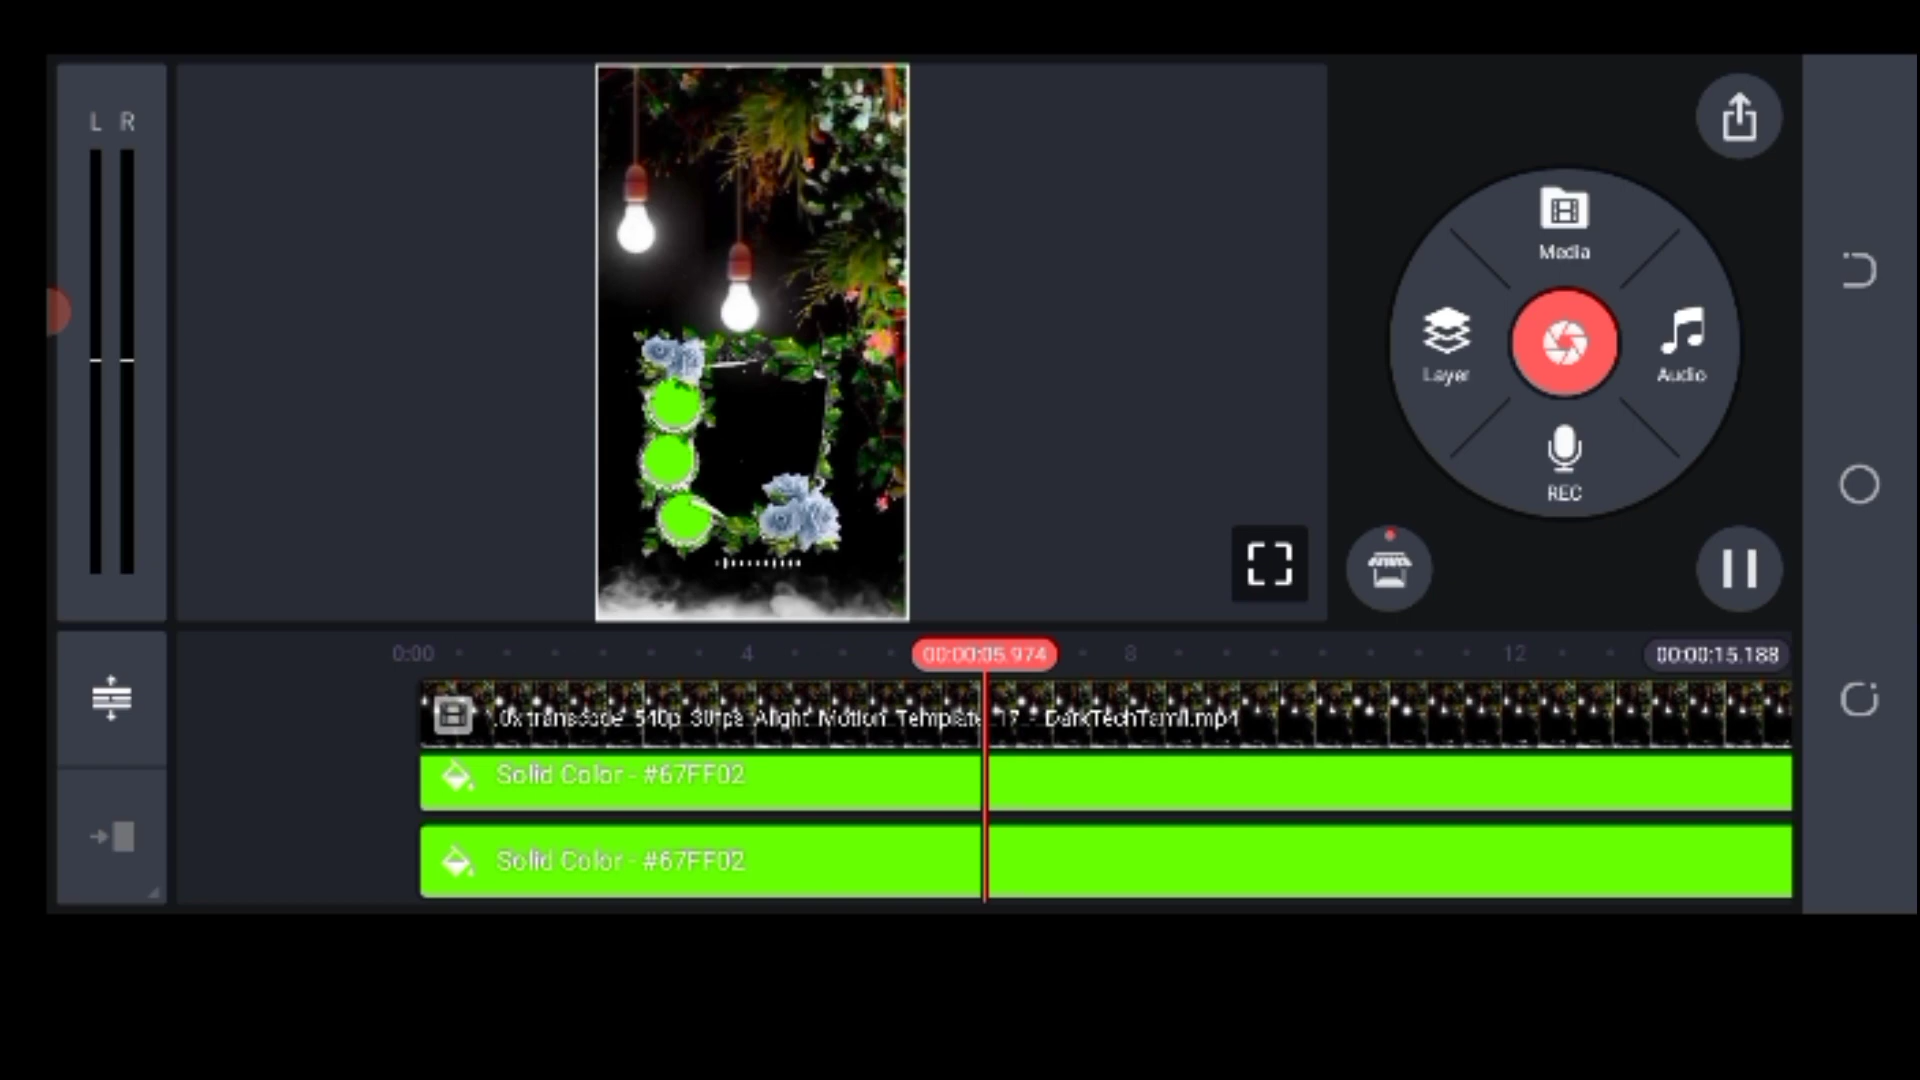 L R
Media
Layer
Audio
REC
0:00 4 00:00:05.974 8 12 00:00:15.188
.0x transcode 540p 30fps Alight Motion Template 17 - DarkTechTamil.mp4
Solid Color - #67FF02
Solid Color - #67FF02